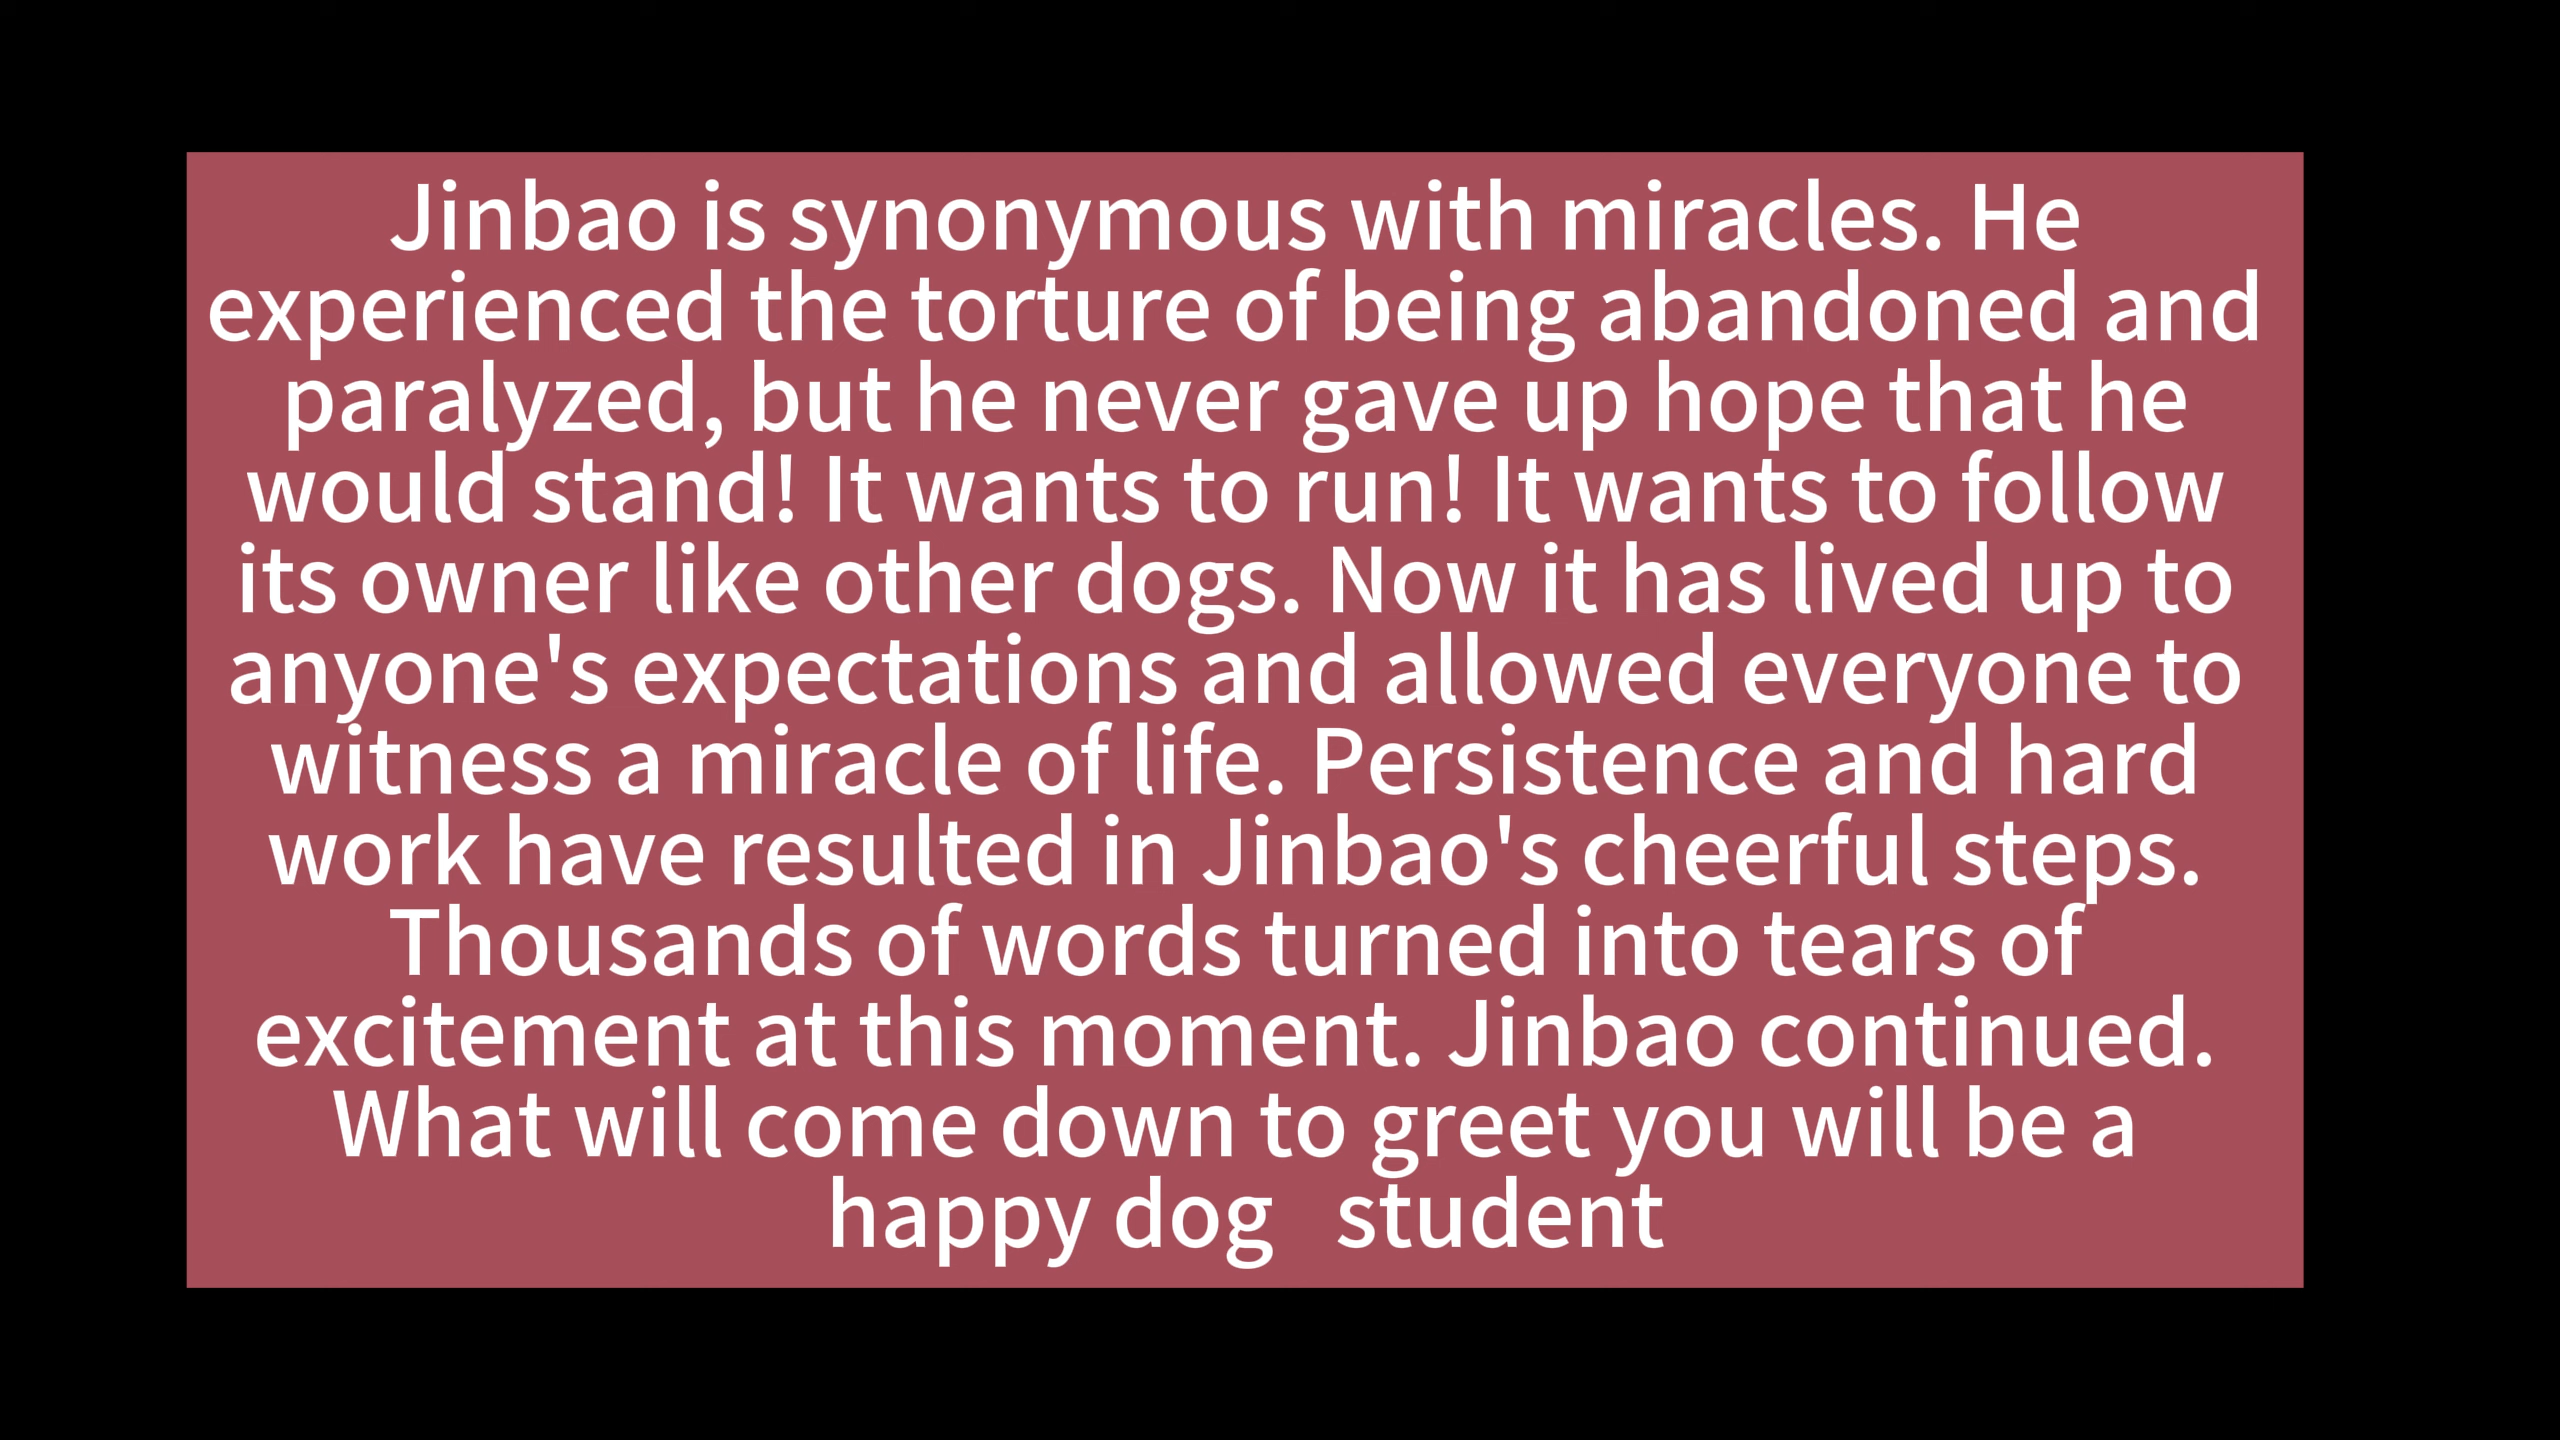 Jinbao is synonymous with miracles. He
experienced the torture of being abandoned and
paralyzed, but he never gave up hope that he
would stand! It wants to run! It wants to follow
its owner like other dogs. Now it has lived up to
anyone's expectations and allowed everyone to
witness a miracle of life. Persistence and hard
work have resulted in Jinbao's cheerful steps.
Thousands of words turned into tears of
excitement at this moment. Jinbao continued.
What will come down to greet you will be a
happy dog   student